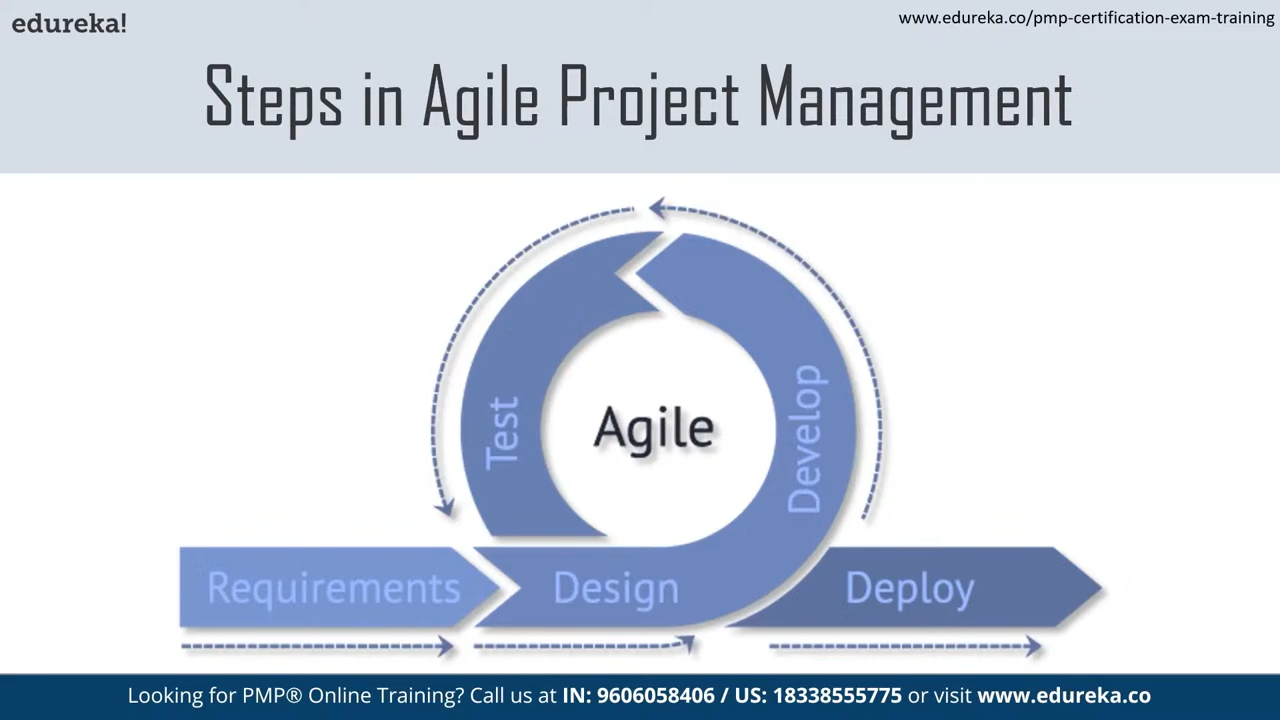 edureka!
www.edureka.co/pmp-certification-exam-training
Steps in Agile Project Management
Test
Agile
Develop
Requirements
Design
Deploy
Looking for PMP® Online Training? Call us at IN: 9606058406 / US: 18338555775 or visit www.edureka.co